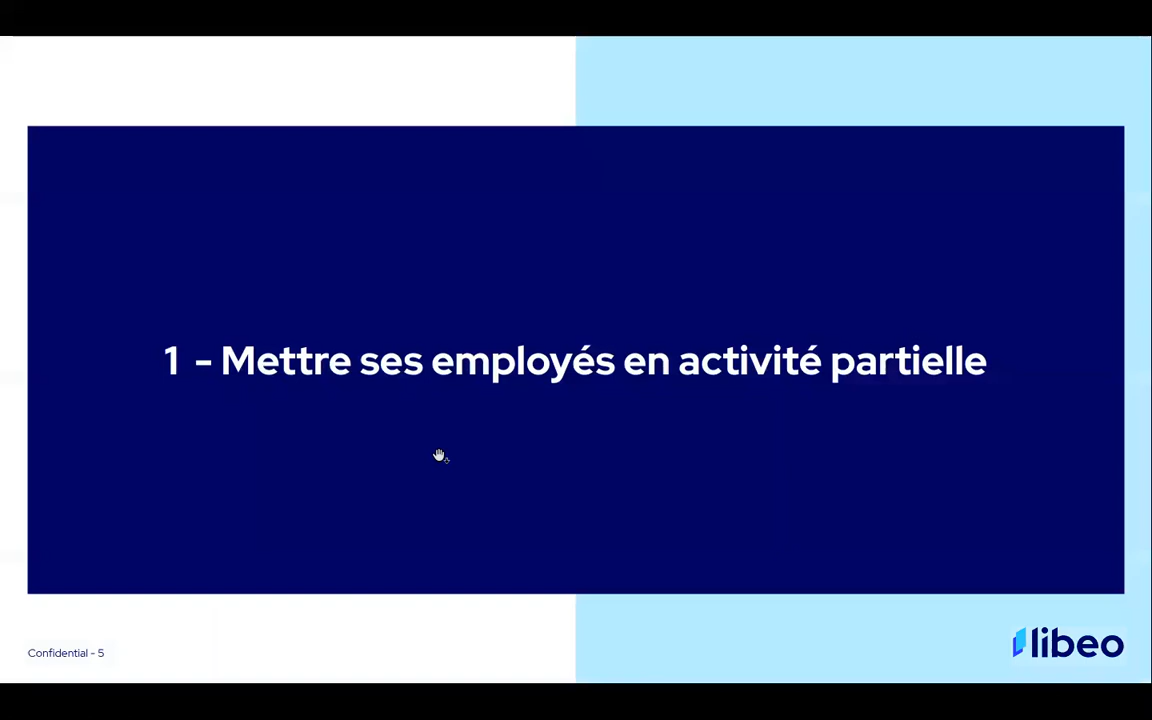 1 - Mettre ses employés en activité partielle
Confidential - 5
libeo